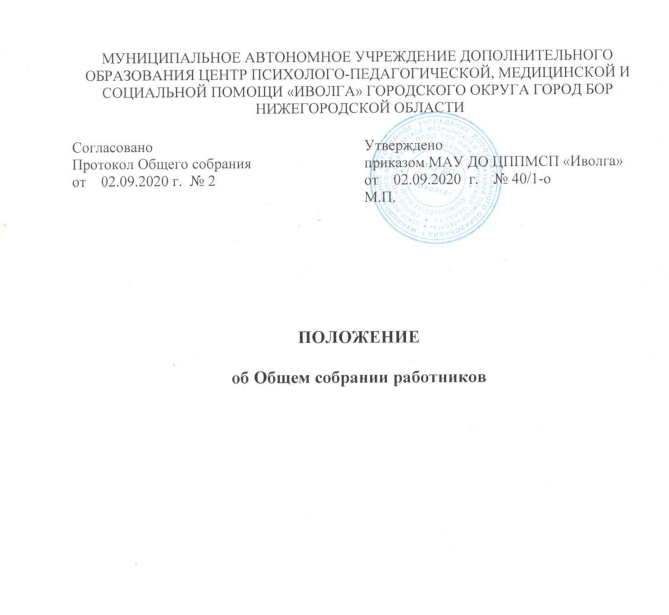 МУНИЦИПАЛЬНОЕ АВТОНОМНОЕ УЧРЕЖДЕНИЕ ДОПОЛНИТЕЛЬНОГО
ОБРАЗОВАНИЯ ЦЕНТР ПСИХОЛОГО-ПЕДАГОГИЧЕСКОЙ, МЕДИЦИНСКОЙ И
СОЦИАЛЬНОЙ ПОМОЩИ «ИВОЛГА» ГОРОДСКОГО ОКРУГА ГОРОД БОР
НИЖЕГОРОДСКОЙ ОБЛАСТИ
Согласовано
Протокол Общего собрания
от 02.09.2020 г. № 2
Утверждено
приказом МАУ ДО ЦППМСП «Иволга»
от 02.09.2020 г. № 40/1-о
М.П.
ПОЛОЖЕНИЕ
об Общем собрании работников